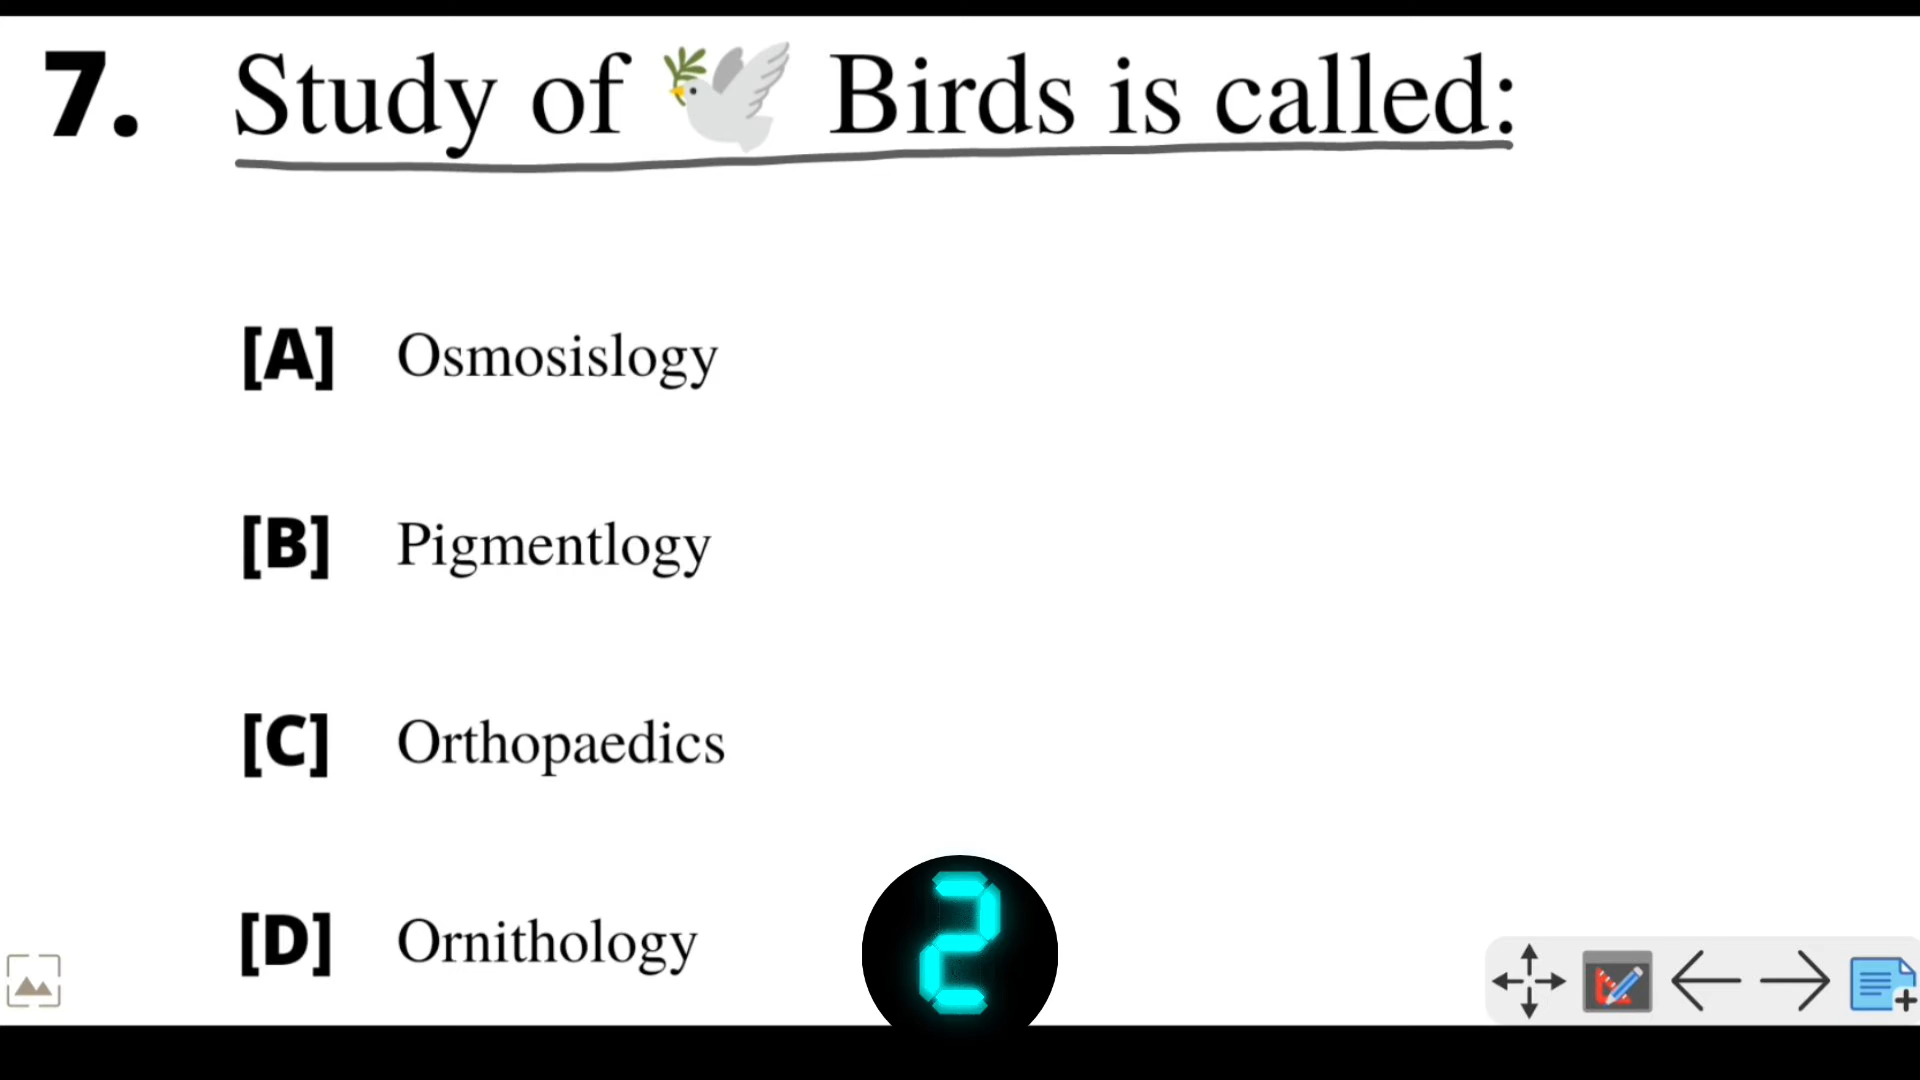 7. Study of 🕊 Birds is called:
[A] Osmosislogy
[B] Pigmentlogy
[C] Orthopaedics
[D] Ornithology
2